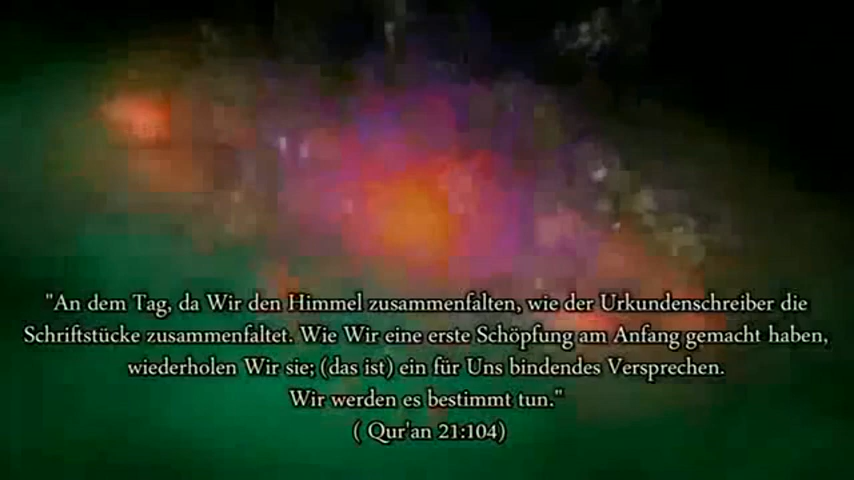 "An dem Tag, da Wir den Himmel zusammenfalten, wie der Urkundenschreiber die
Schriftstücke zusammenfaltet. Wie Wir eine erste Schöpfung am Anfang gemacht haben,
wiederholen Wir sie; (das ist) ein für Uns bindendes Versprechen.
Wir werden es bestimmt tun."
( Qur'an 21:104)